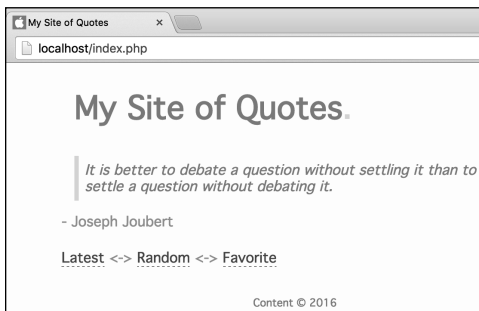 My Site of Quotes ×
localhost/index.php
My Site of Quotes.
It is better to debate a question without settling it than to
settle a question without debating it.
- Joseph Joubert
Latest <-> Random <-> Favorite
Content © 2016